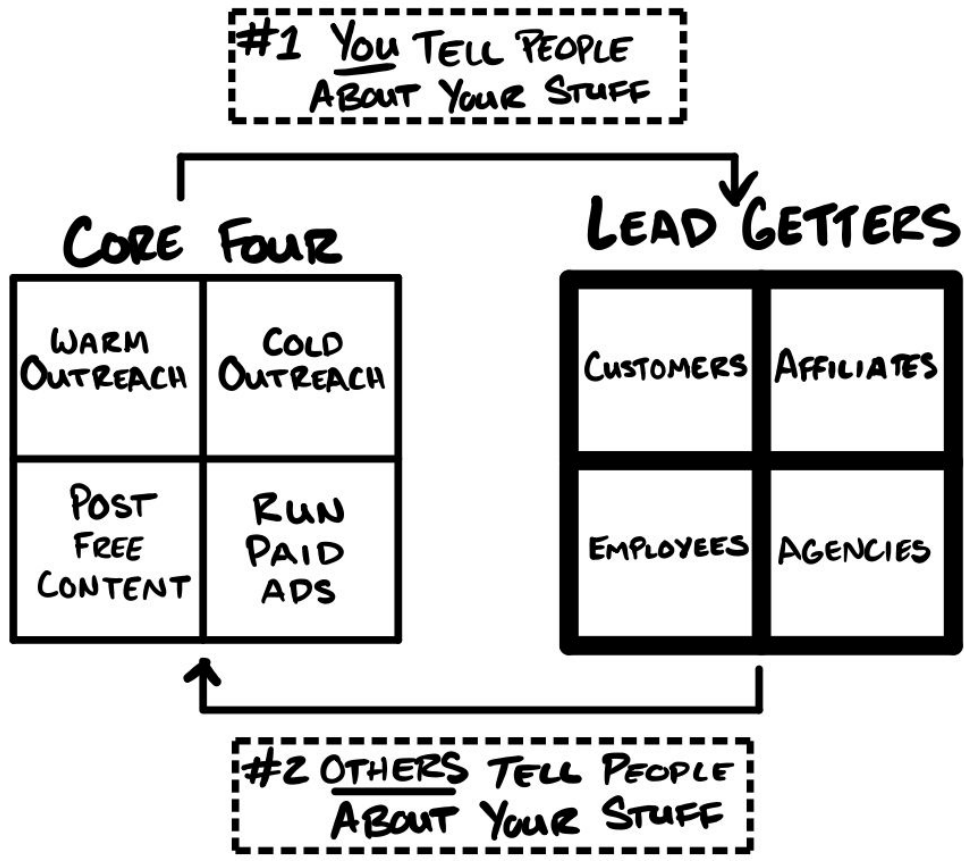 #1 YOU TELL PEOPLE
ABOUT YOUR STUFF
CORE FOUR
WARM
OUTREACH
COLD
OUTREACH
POST
FREE
CONTENT
RUN
PAID
ADS
LEAD GETTERS
CUSTOMERS
AFFILIATES
EMPLOYEES
AGENCIES
#2 OTHERS TELL PEOPLE
ABOUT YOUR STUFF